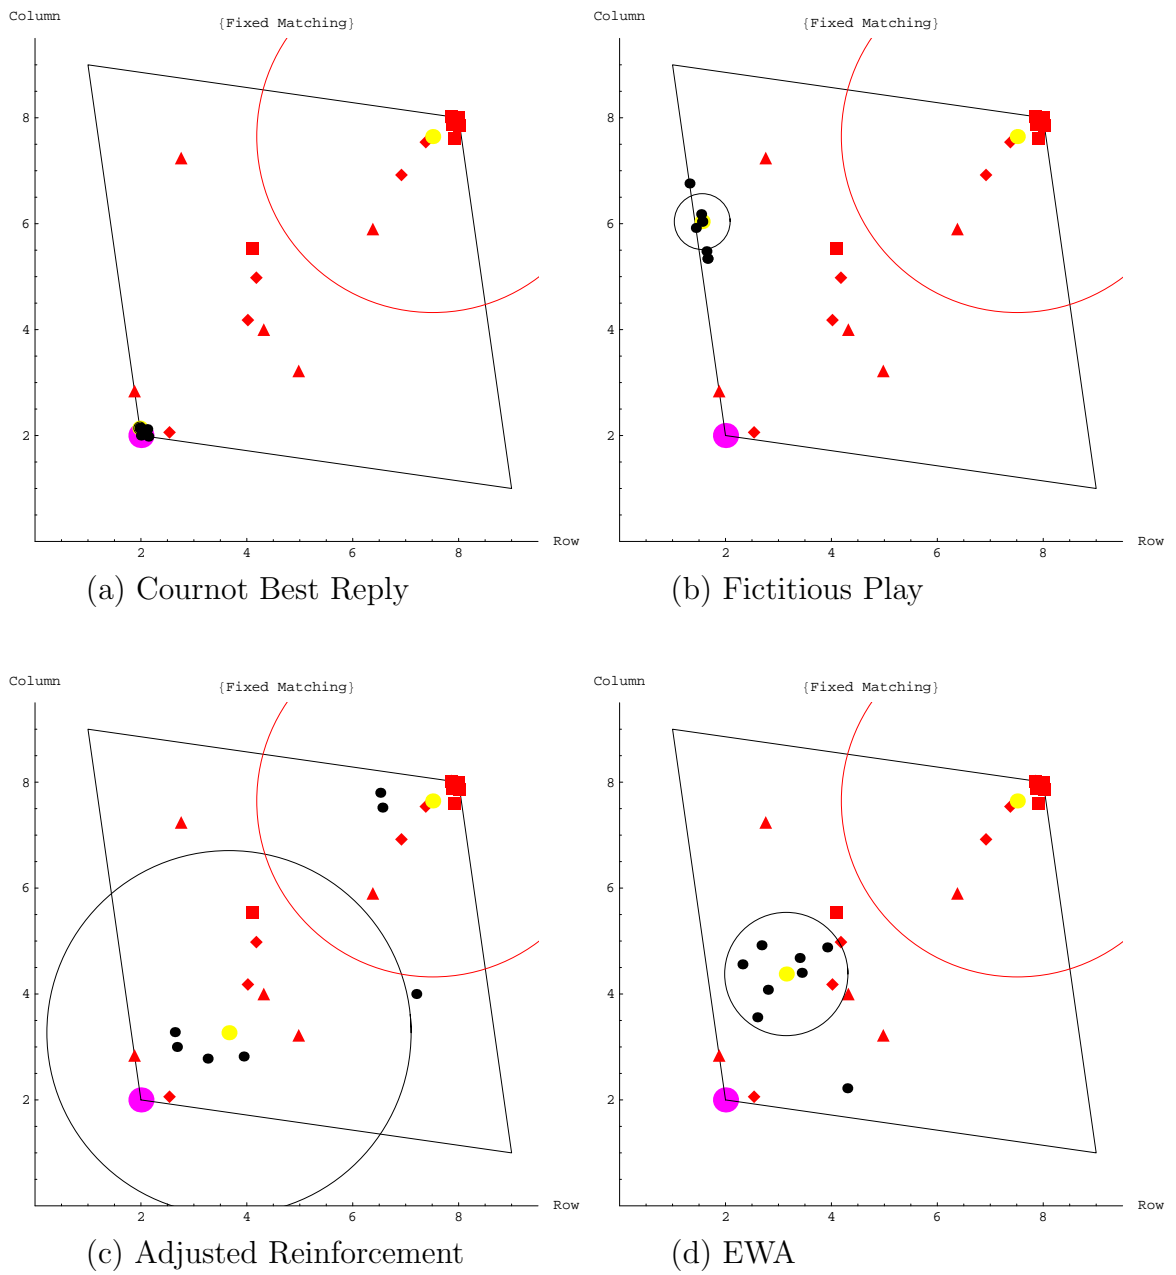 Column
{Fixed Matching}
8
6
4
2
2 4 6 8
Row
(a) Cournot Best Reply
Column
{Fixed Matching}
8
6
4
2
2 4 6 8
Row
(b) Fictitious Play
Column
{Fixed Matching}
8
6
4
2
2 4 6 8
Row
(c) Adjusted Reinforcement
Column
{Fixed Matching}
8
6
4
2
2 4 6 8
Row
(d) EWA